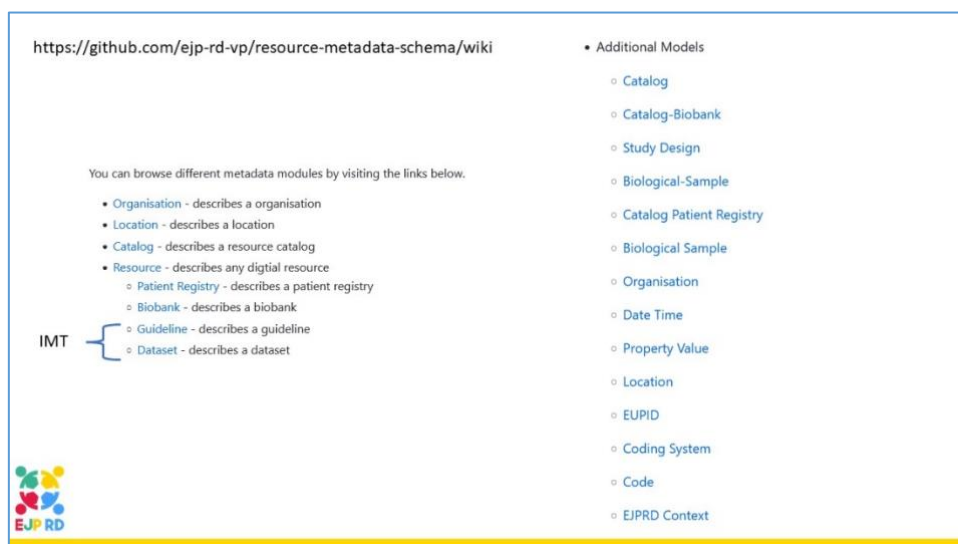 https://github.com/ejp-rd-vp/resource-metadata-schema/wiki
You can browse different metadata modules by visiting the links below.
• Organisation - describes a organisation
• Location - describes a location
• Catalog - describes a resource catalog
• Resource - describes any digtial resource
◦ Patient Registry - describes a patient registry
◦ Biobank - describes a biobank
◦ Guideline - describes a guideline
◦ Dataset - describes a dataset
IMT
EJP RD
• Additional Models
◦ Catalog
◦ Catalog-Biobank
◦ Study Design
◦ Biological-Sample
◦ Catalog Patient Registry
◦ Biological Sample
◦ Organisation
◦ Date Time
◦ Property Value
◦ Location
◦ EUPID
◦ Coding System
◦ Code
◦ EJPRD Context